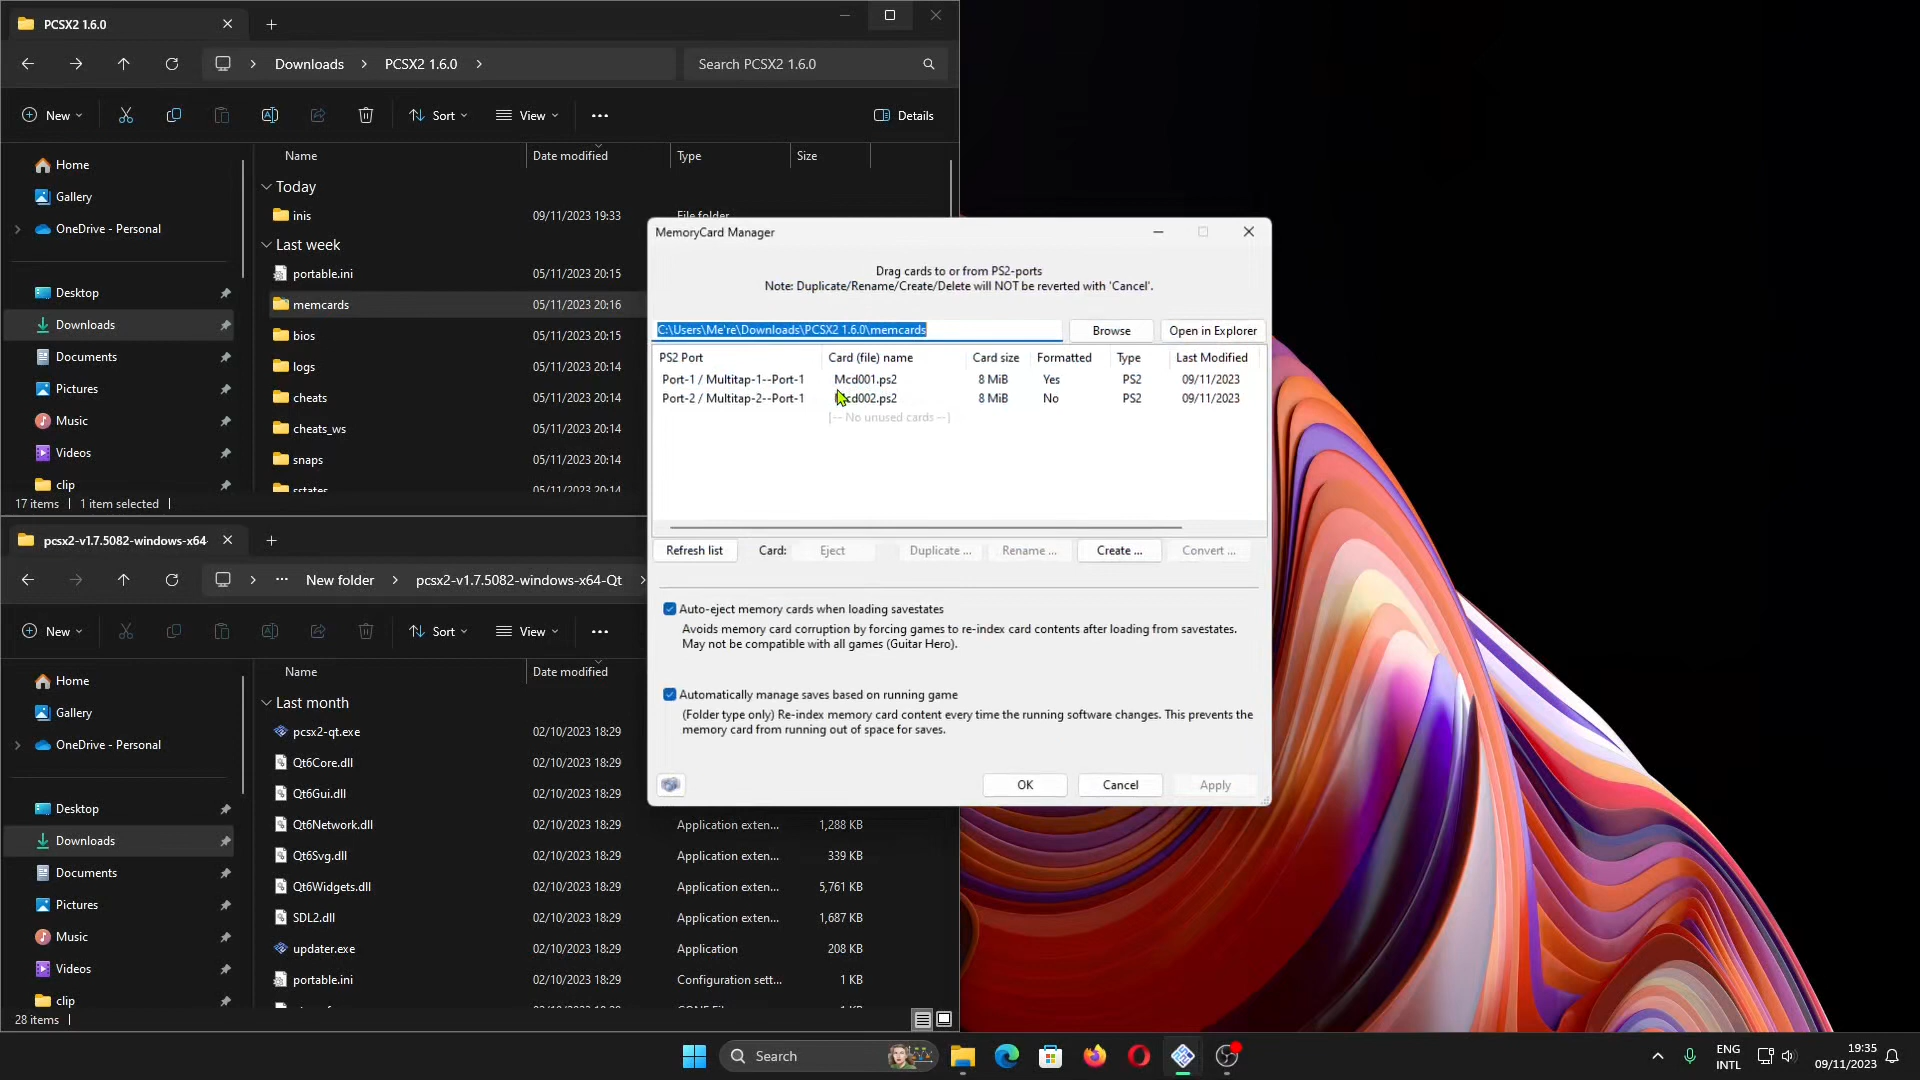 PCSX2 1.6.0
Downloads
PCSX2 1.6.0
Search PCSX2 1.6.0
New
Sort
View
Details
Home
Gallery
OneDrive - Personal
Desktop
Downloads
Documents
Pictures
Music
Videos
clip
Name
Date modified
Type
Size
Today
inis 09/11/2023 19:33 File folder
Last week
portable.ini 05/11/2023 20:15
memcards 05/11/2023 20:16
bios 05/11/2023 20:15
logs 05/11/2023 20:14
cheats 05/11/2023 20:14
cheats_ws 05/11/2023 20:14
snaps 05/11/2023 20:14
sstates 05/11/2023 20:14
17 items
1 item selected
MemoryCard Manager
Drag cards to or from PS2-ports
Note: Duplicate/Rename/Create/Delete will NOT be reverted with 'Cancel'.
C:\Users\Me're\Downloads\PCSX2 1.6.0\memcards
Browse
Open in Explorer
PS2 Port Card (file) name Card size Formatted Type Last Modified
Port-1 / Multitap-1--Port-1 Mcd001.ps2 8 MiB Yes PS2 09/11/2023
Port-2 / Multitap-2--Port-1 Mcd002.ps2 8 MiB No PS2 09/11/2023
[-- No unused cards --]
Refresh list
Card:
Eject
Duplicate ...
Rename ...
Create ...
Convert ...
Auto-eject memory cards when loading savestates
Avoids memory card corruption by forcing games to re-index card contents after loading from savestates.
May not be compatible with all games (Guitar Hero).
Automatically manage saves based on running game
(Folder type only) Re-index memory card content every time the running software changes. This prevents the
memory card from running out of space for saves.
OK
Cancel
Apply
pcsx2-v1.7.5082-windows-x64-
New folder
pcsx2-v1.7.5082-windows-x64-Qt
New
Sort
View
Home
Gallery
OneDrive - Personal
Desktop
Downloads
Documents
Pictures
Music
Videos
clip
Name
Date modified
Last month
pcsx2-qt.exe 02/10/2023 18:29
Qt6Core.dll 02/10/2023 18:29
Qt6Gui.dll 02/10/2023 18:29
Qt6Network.dll 02/10/2023 18:29 Application exten... 1,288 KB
Qt6Svg.dll 02/10/2023 18:29 Application exten... 339 KB
Qt6Widgets.dll 02/10/2023 18:29 Application exten... 5,761 KB
SDL2.dll 02/10/2023 18:29 Application exten... 1,687 KB
updater.exe 02/10/2023 18:29 Application 208 KB
portable.ini 02/10/2023 18:29 Configuration sett... 1 KB
28 items
Search
ENG
INTL
19:35
09/11/2023